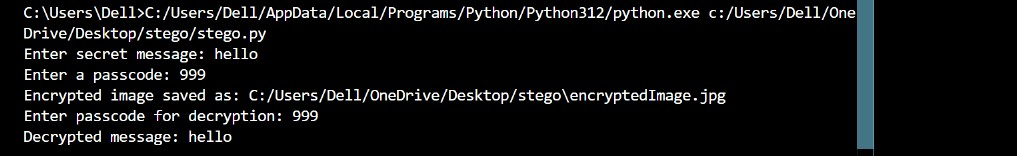 C:\Users\Dell>C:/Users/Dell/AppData/Local/Programs/Python/Python312/python.exe c:/Users/Dell/One
Drive/Desktop/stego/stego.py
Enter secret message: hello
Enter a passcode: 999
Encrypted image saved as: C:/Users/Dell/OneDrive/Desktop/stego\encryptedImage.jpg
Enter passcode for decryption: 999
Decrypted message: hello